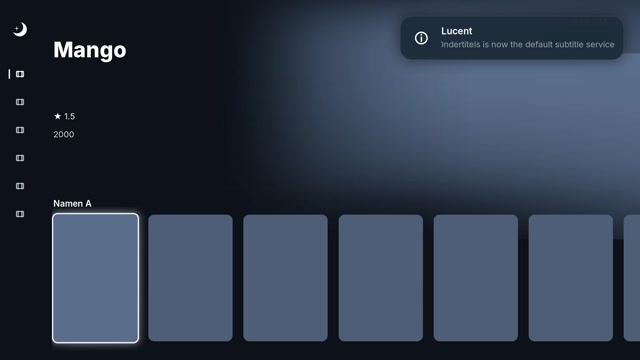 Mango
Lucent
Ondertitels is now the default subtitle service
★ 1.5
2000
Namen A